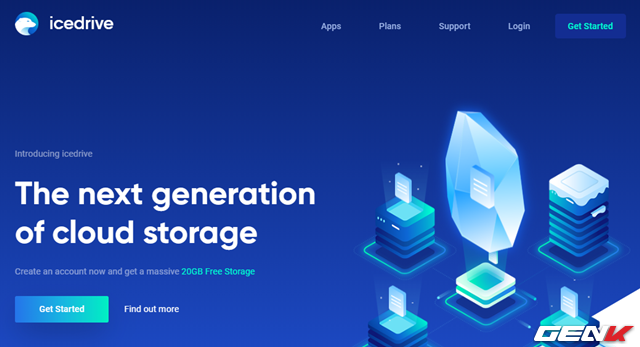 icedrive
Apps
Plans
Support
Login
Get Started
Introducing icedrive
The next generation
of cloud storage
Create an account now and get a massive 20GB Free Storage
Get Started
Find out more
GENK